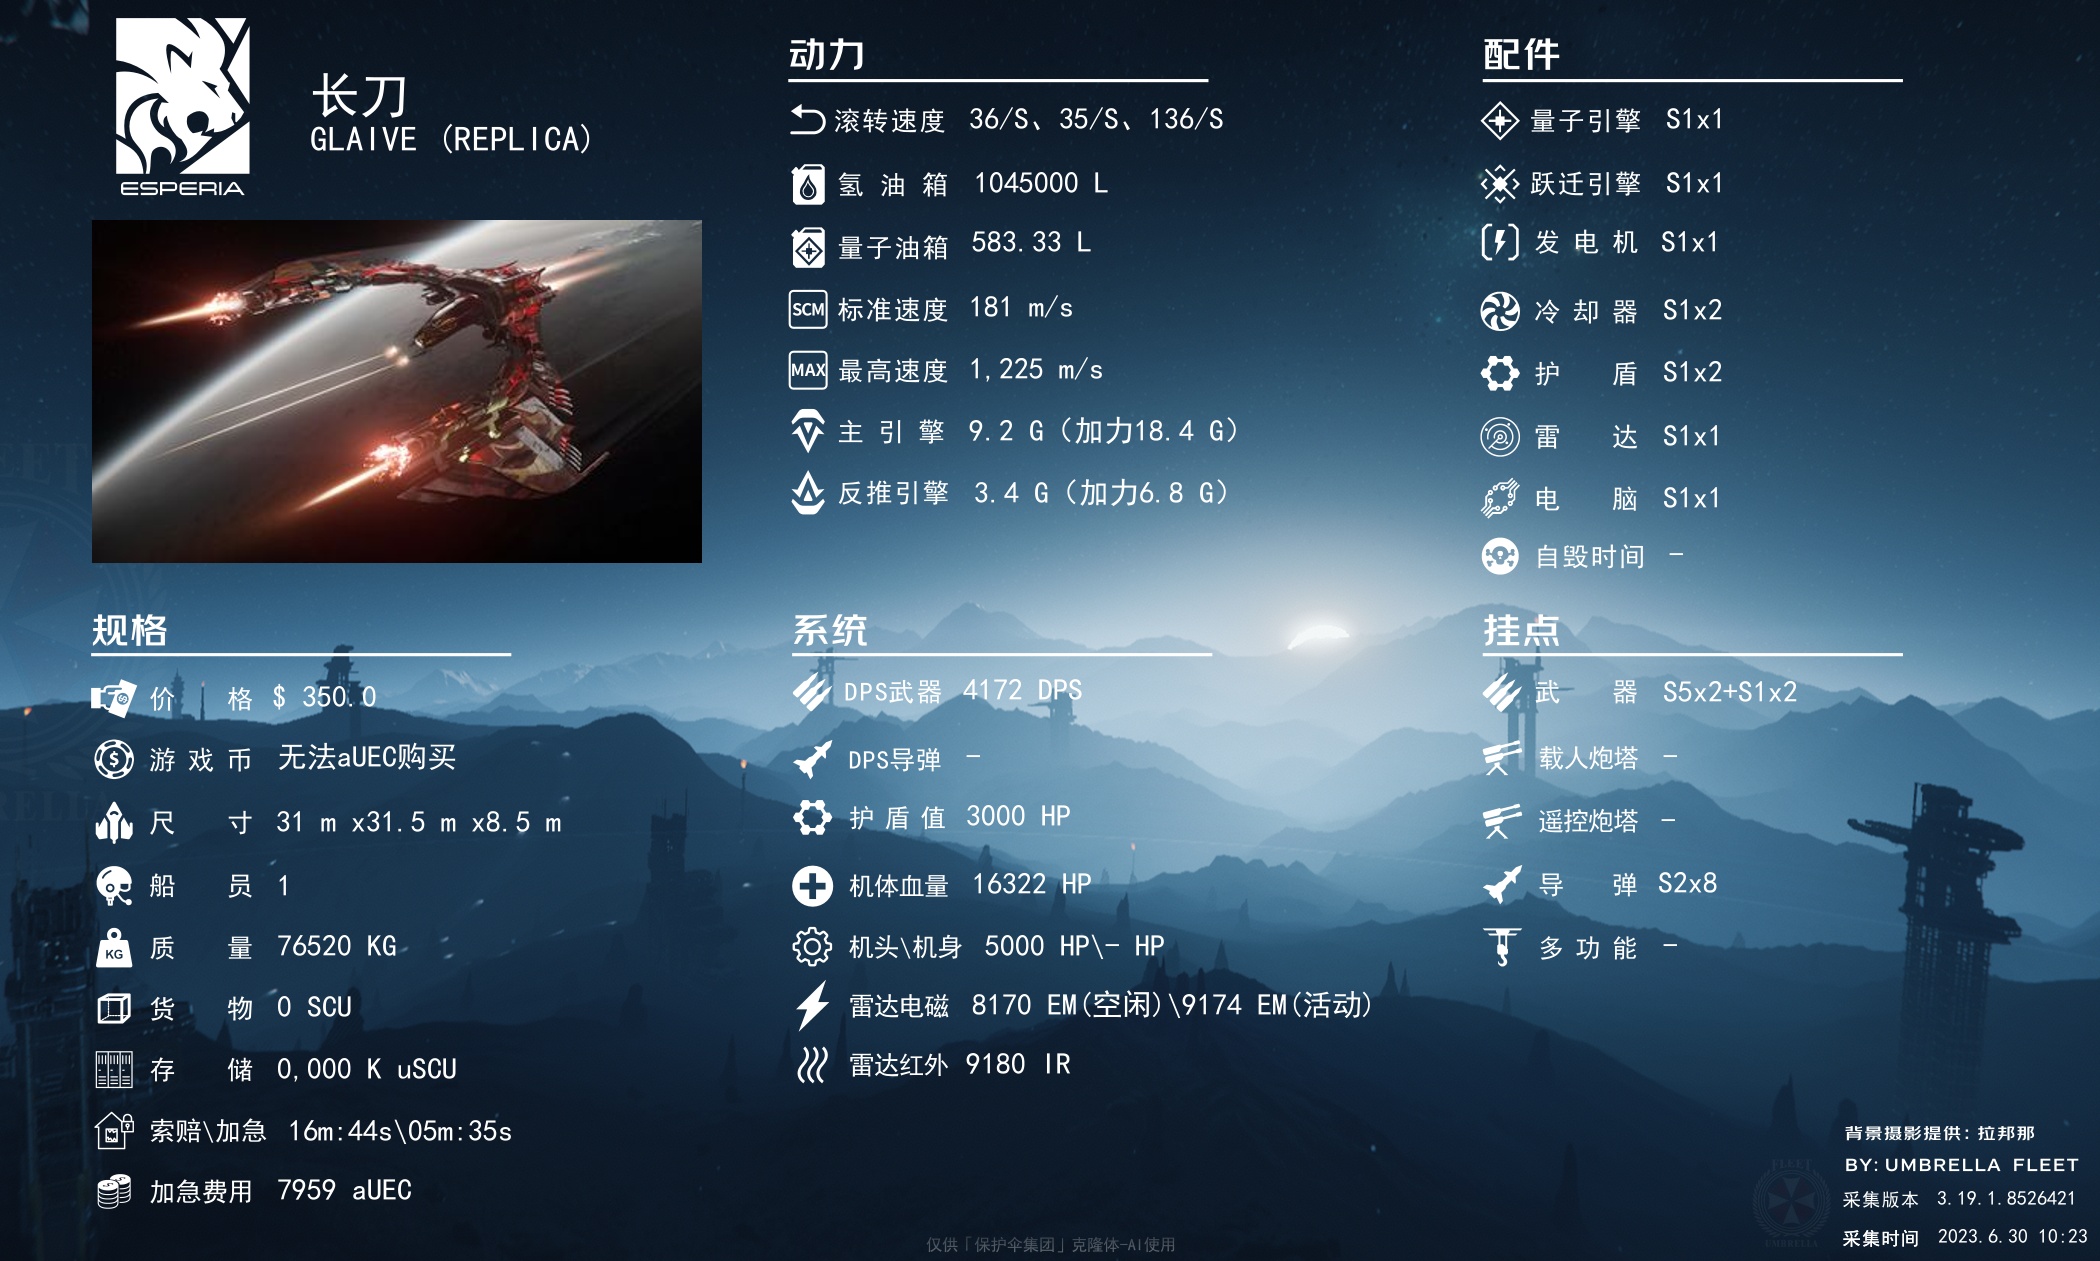 ESPERIA
长刀
GLAIVE (REPLICA)
动力
滚转速度 36/S、35/S、136/S
氢油箱 1045000 L
量子油箱 583.33 L
SCM 标准速度 181 m/s
MAX 最高速度 1,225 m/s
主引擎 9.2 G（加力18.4 G）
反推引擎 3.4 G（加力6.8 G）
配件
量子引擎 S1x1
跃迁引擎 S1x1
发电机 S1x1
冷却器 S1x2
护盾 S1x2
雷达 S1x1
电脑 S1x1
自毁时间 -
规格
价格 $ 350.0
游戏币 无法aUEC购买
尺寸 31 m x31.5 m x8.5 m
船员 1
KG 质量 76520 KG
货物 0 SCU
存储 0,000 K uSCU
索赔\加急 16m:44s\05m:35s
加急费用 7959 aUEC
系统
DPS武器 4172 DPS
DPS导弹 -
护盾值 3000 HP
机体血量 16322 HP
机头\机身 5000 HP\- HP
雷达电磁 8170 EM(空闲)\9174 EM(活动)
雷达红外 9180 IR
挂点
武器 S5x2+S1x2
载人炮塔 -
遥控炮塔 -
导弹 S2x8
多功能 -
背景摄影提供: 拉邦那
BY: UMBRELLA FLEET
采集版本 3.19.1.8526421
采集时间 2023.6.30 10:23
仅供「保护伞集团」克隆体-AI使用
FLEET
UMBRELLA